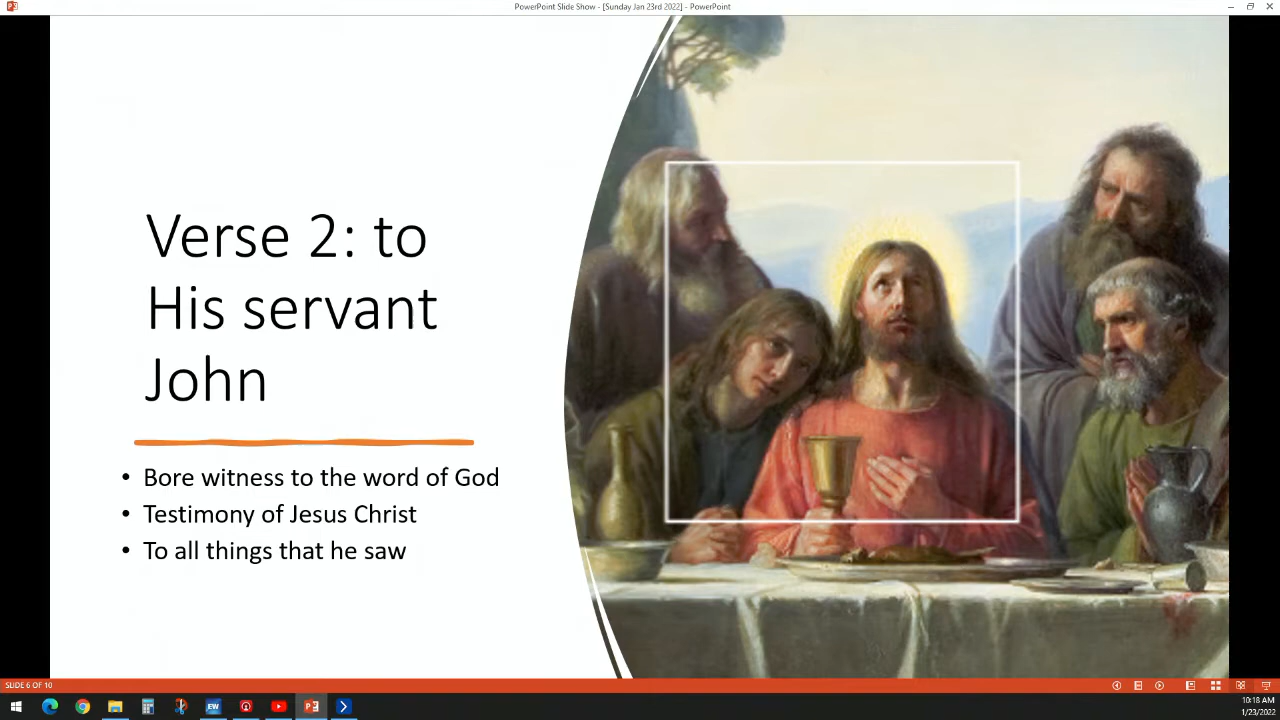 PowerPoint Slide Show - [Sunday Jan 23rd 2022] - PowerPoint
Verse 2: to
His servant
John
• Bore witness to the word of God
• Testimony of Jesus Christ
• To all things that he saw
SLIDE 6 OF 10
EW
10:18 AM
1/23/2022